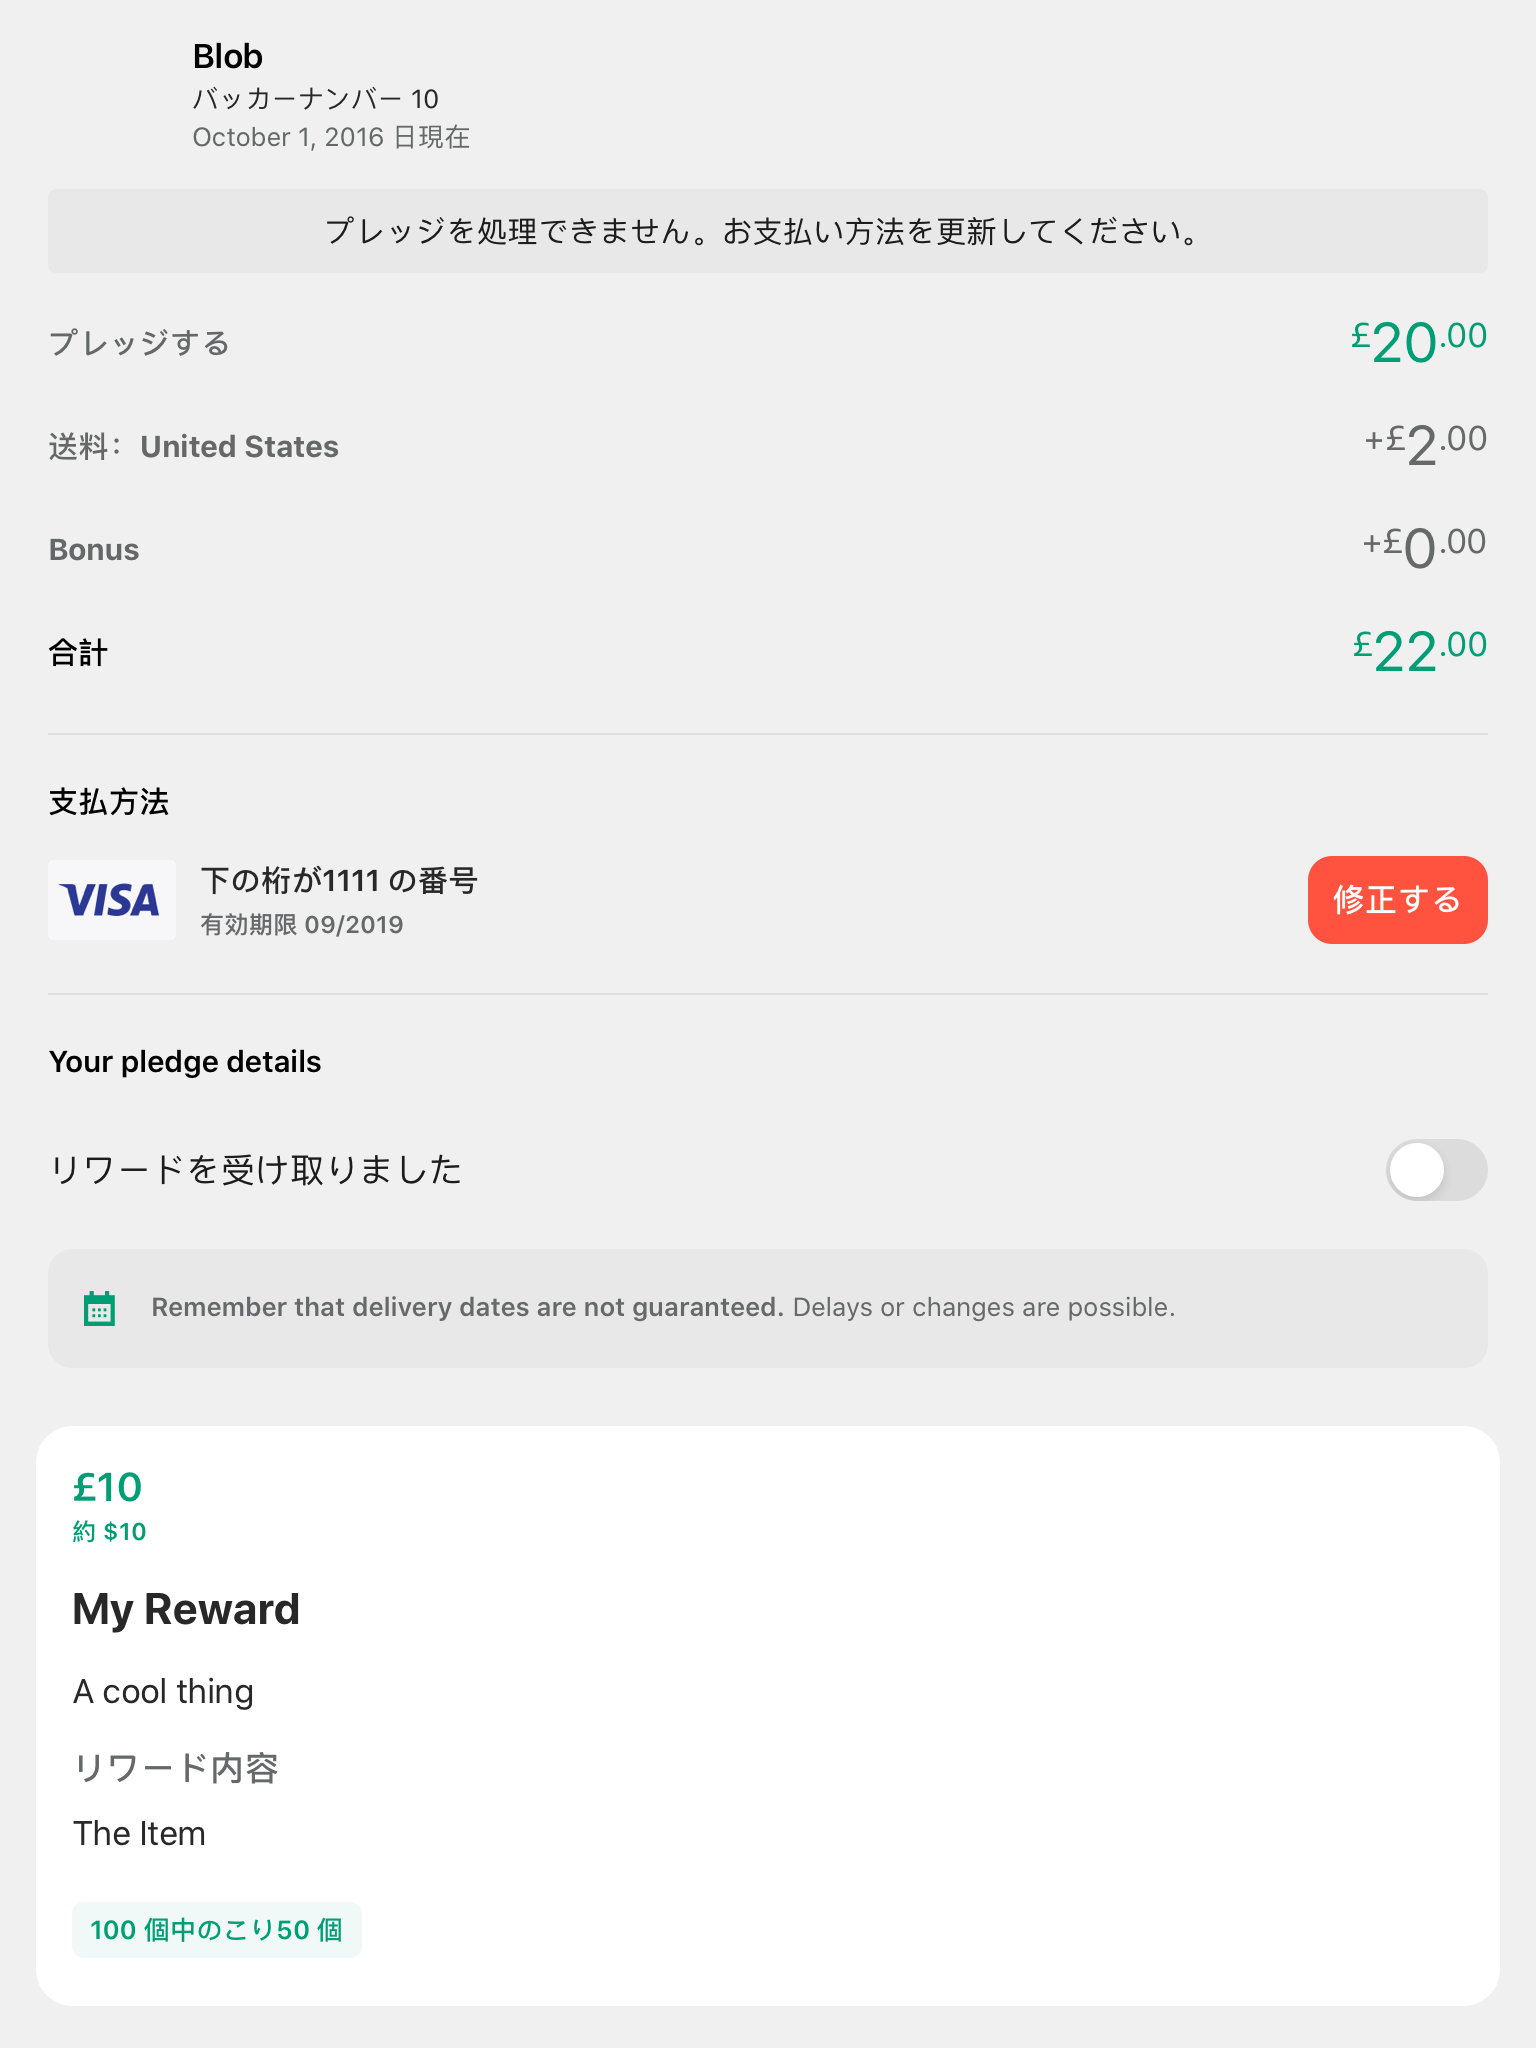 Blob
バッカーナンバー 10
October 1, 2016 日現在
プレッジを処理できません。お支払い方法を更新してください。
プレッジする £20.00
送料： United States +£2.00
Bonus +£0.00
合計 £22.00
支払方法
VISA
下の桁が1111 の番号
有効期限 09/2019
修正する
Your pledge details
リワードを受け取りました
Remember that delivery dates are not guaranteed. Delays or changes are possible.
£10
約 $10
My Reward
A cool thing
リワード内容
The Item
100 個中のこり50 個